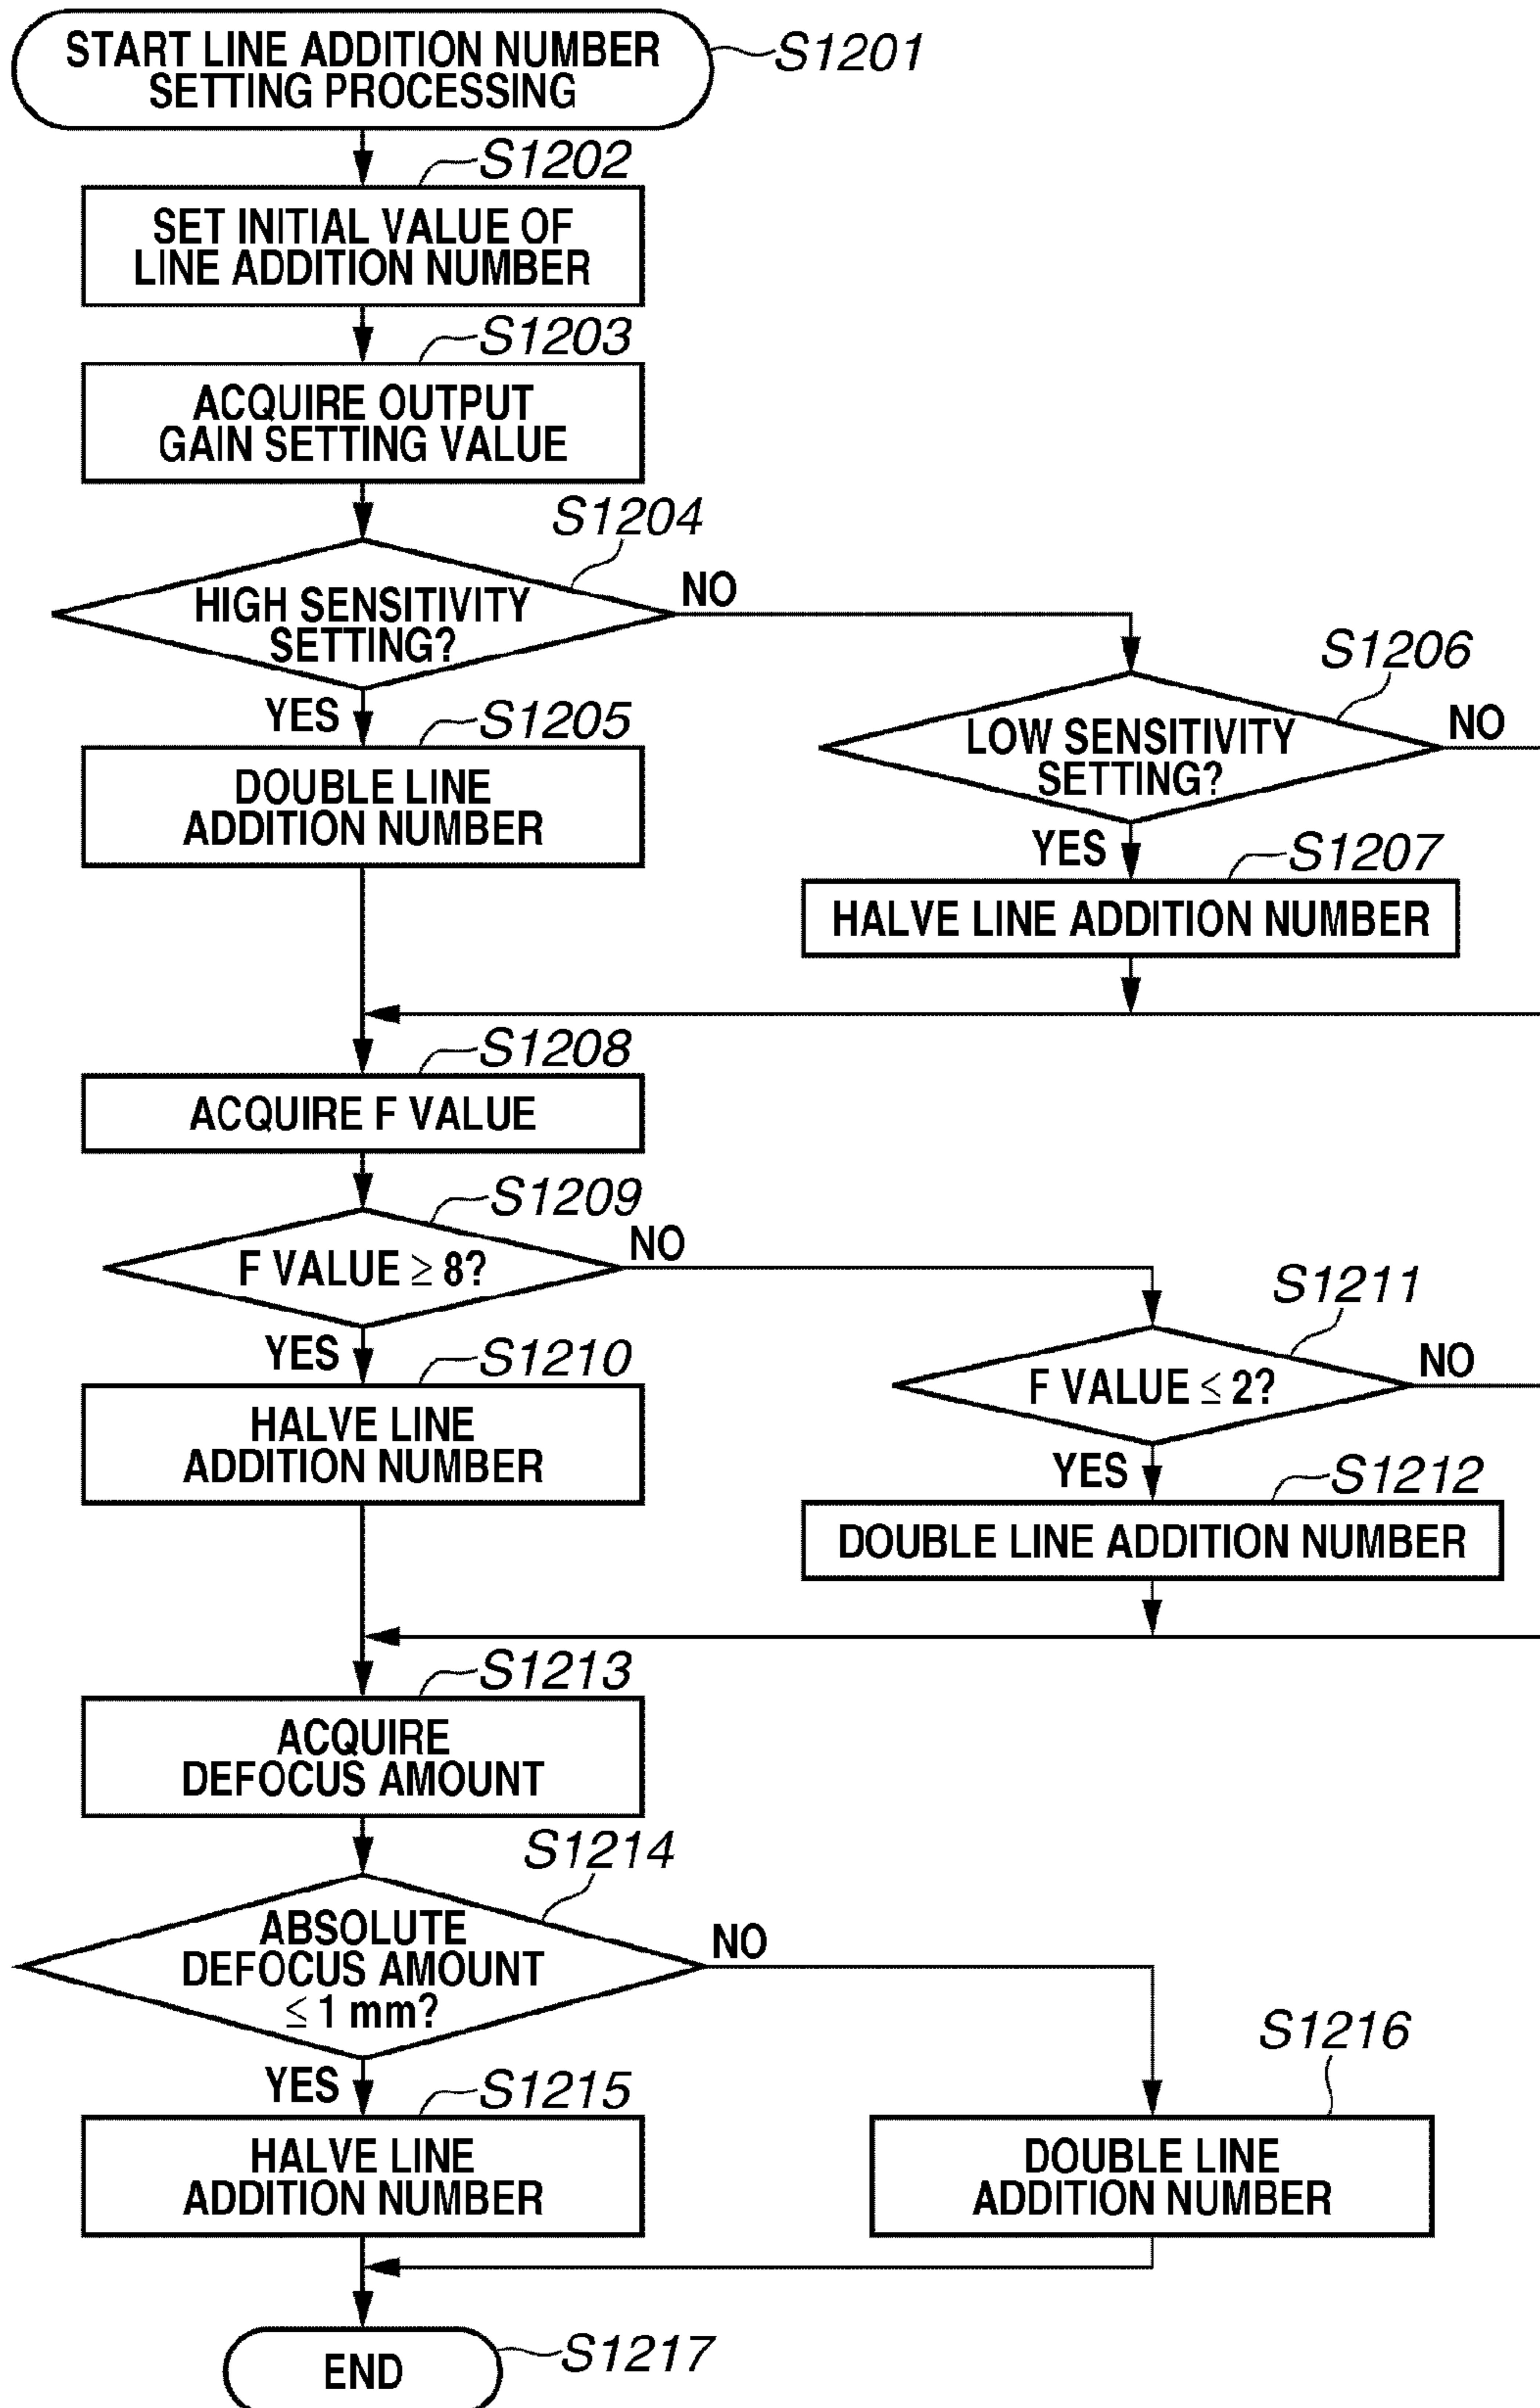 START LINE ADDITION NUMBER
SETTING PROCESSING
S1201
S1202
SET INITIAL VALUE OF
LINE ADDITION NUMBER
S1203
ACQUIRE OUTPUT
GAIN SETTING VALUE
S1204
HIGH SENSITIVITY
SETTING?
NO
YES
S1205
DOUBLE LINE
ADDITION NUMBER
S1206
LOW SENSITIVITY
SETTING?
NO
YES
S1207
HALVE LINE ADDITION NUMBER
S1208
ACQUIRE F VALUE
S1209
F VALUE ≥ 8?
NO
YES
S1210
HALVE LINE
ADDITION NUMBER
S1211
F VALUE ≤ 2?
NO
YES
S1212
DOUBLE LINE ADDITION NUMBER
S1213
ACQUIRE
DEFOCUS AMOUNT
S1214
ABSOLUTE
DEFOCUS AMOUNT
≤ 1 mm?
NO
YES
S1215
HALVE LINE
ADDITION NUMBER
S1216
DOUBLE LINE
ADDITION NUMBER
END
S1217